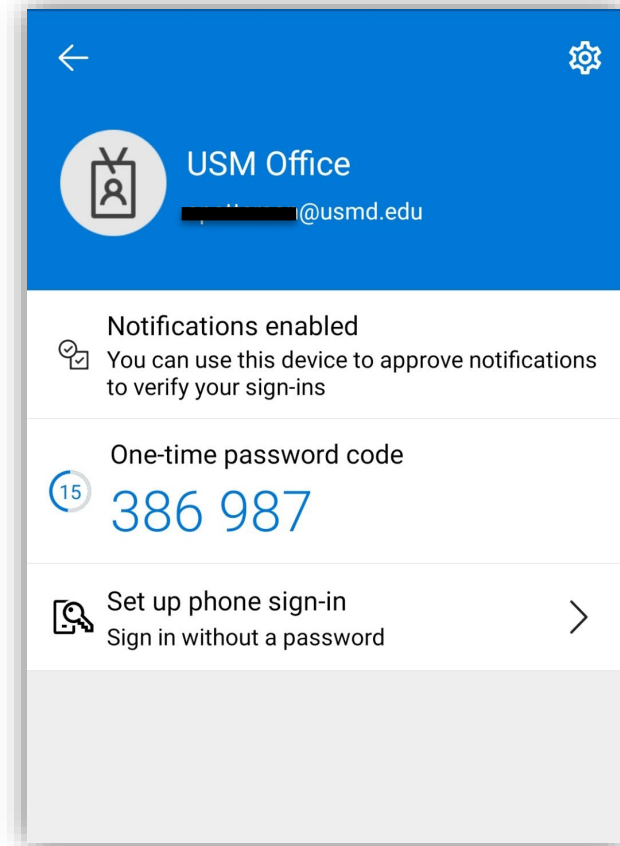 USM Office
@usmd.edu
Notifications enabled
You can use this device to approve notifications
to verify your sign-ins
One-time password code
15
386 987
Set up phone sign-in
Sign in without a password